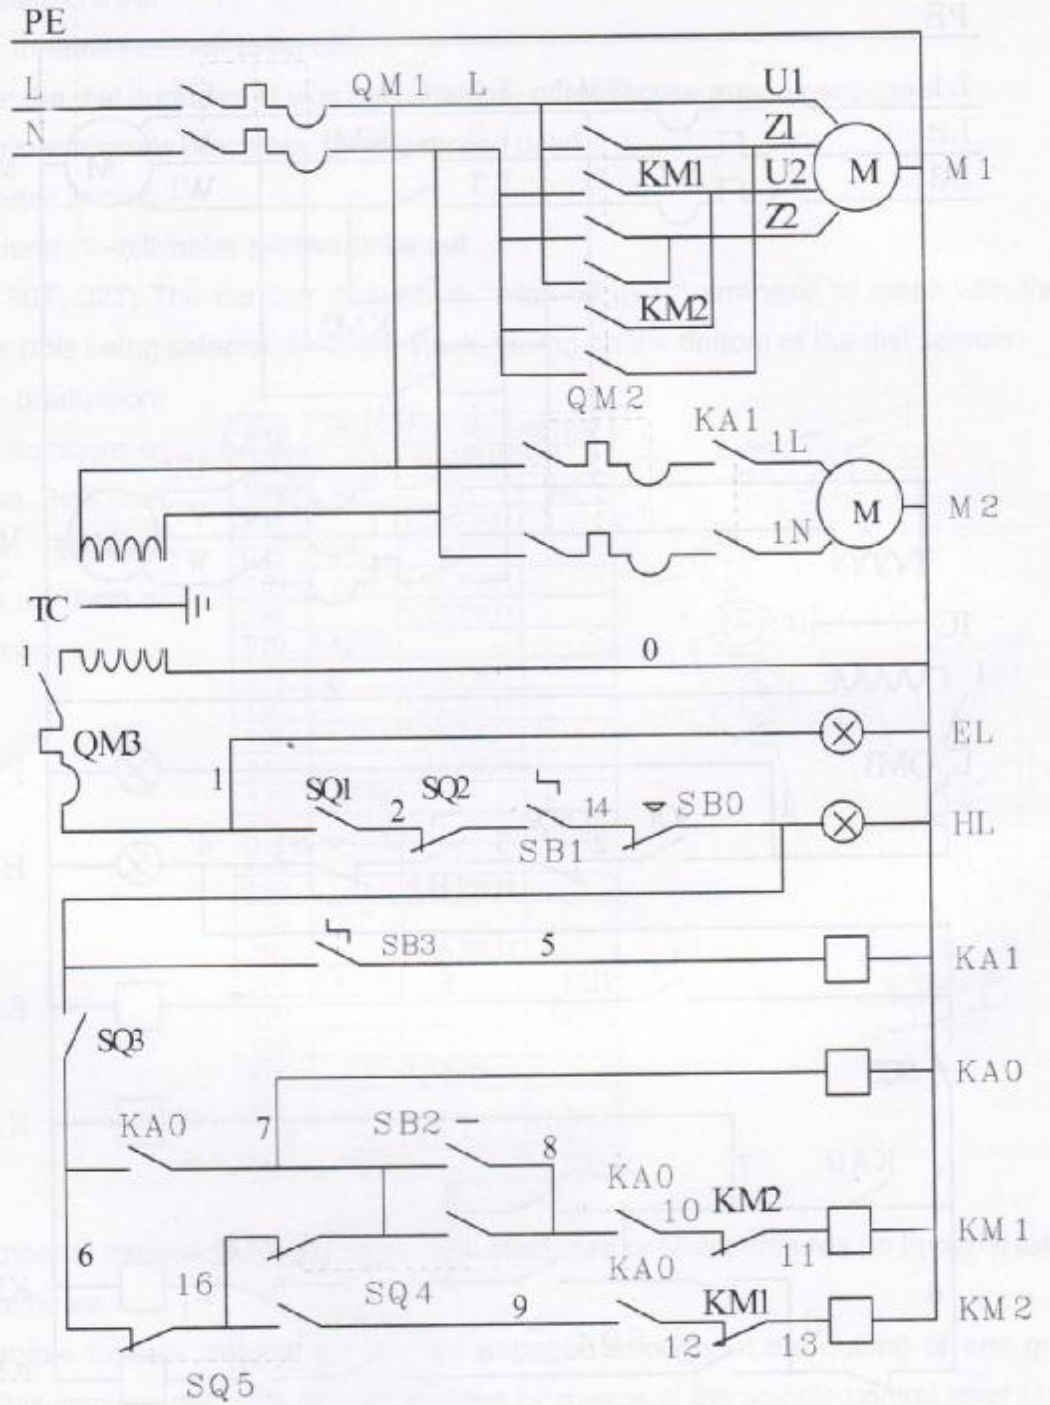 PE
L QM1 L U1
N Z1
KM1 U2 M M1
Z2
KM2
QM2 KA1 1L
M M2
1N
TC
1 0
QM3 EL
1 SQ1 2 SQ2 14 SB0
SB1 HL
SB3 5 KA1
SQ3
KA0
KA0 7 SB2 8
KA0 10 KM2 KM1
6 11
16 SQ4 9 KA0 KM1 KM2
12 13
SQ5